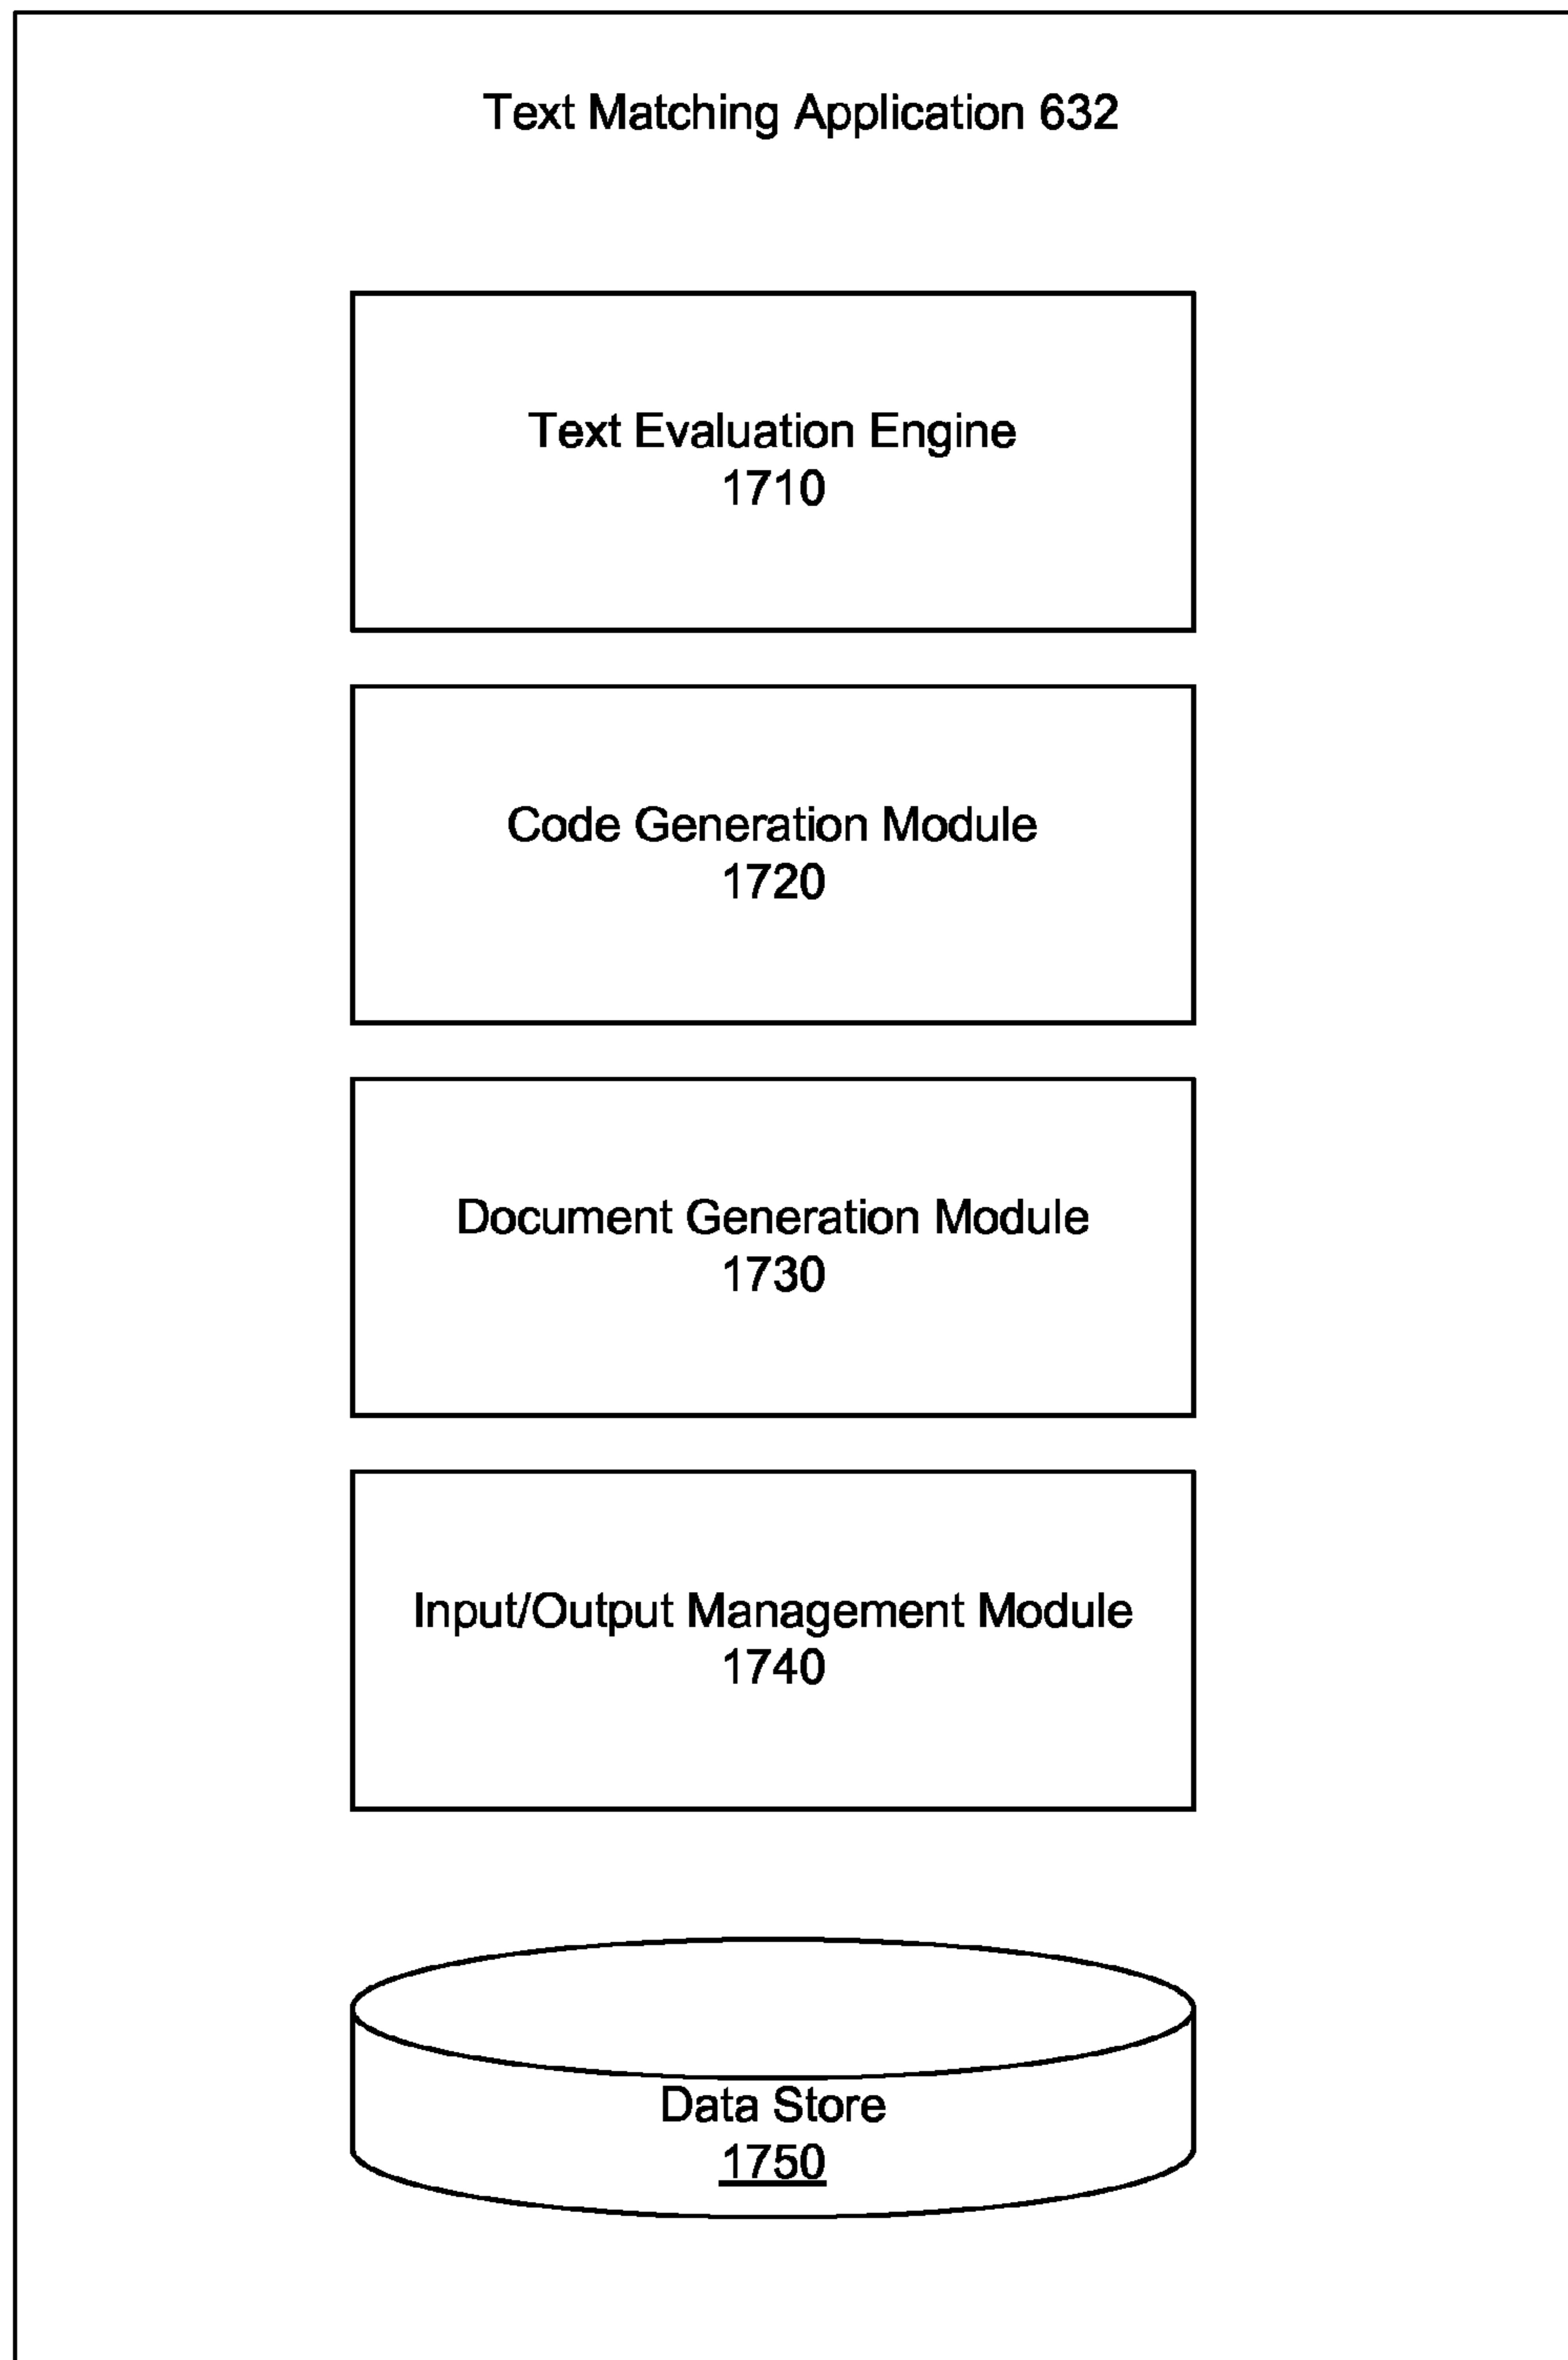 Text Matching Application 632
Text Evaluation Engine
1710
Code Generation Module
1720
Document Generation Module
1730
Input/Output Management Module
1740
Data Store
1750